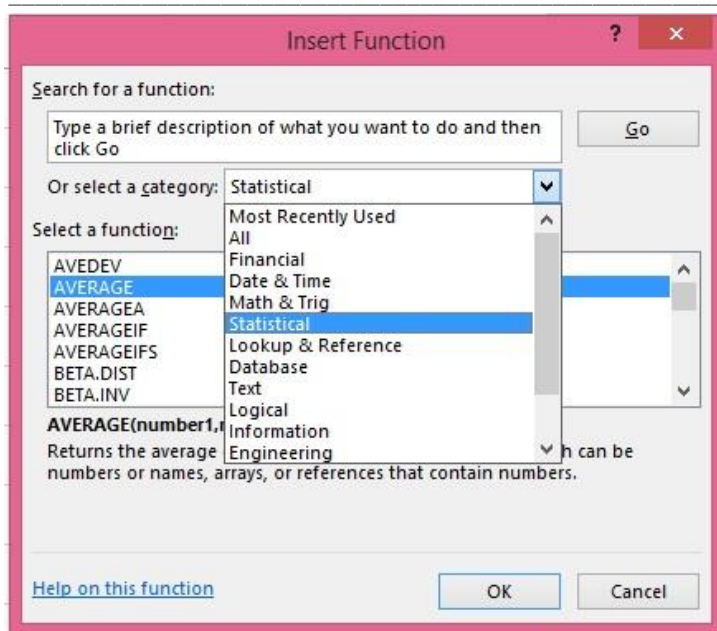 Insert Function
?
×
Search for a function:
Type a brief description of what you want to do and then
click Go
Go
Or select a category:
Statistical
Most Recently Used
All
Financial
Date & Time
Math & Trig
Statistical
Lookup & Reference
Database
Text
Logical
Information
Engineering
Select a function:
AVEDEV
AVERAGE
AVERAGEA
AVERAGEIF
AVERAGEIFS
BETA.DIST
BETA.INV
AVERAGE(number1,
Returns the average
h can be
numbers or names, arrays, or references that contain numbers.
Help on this function
OK
Cancel